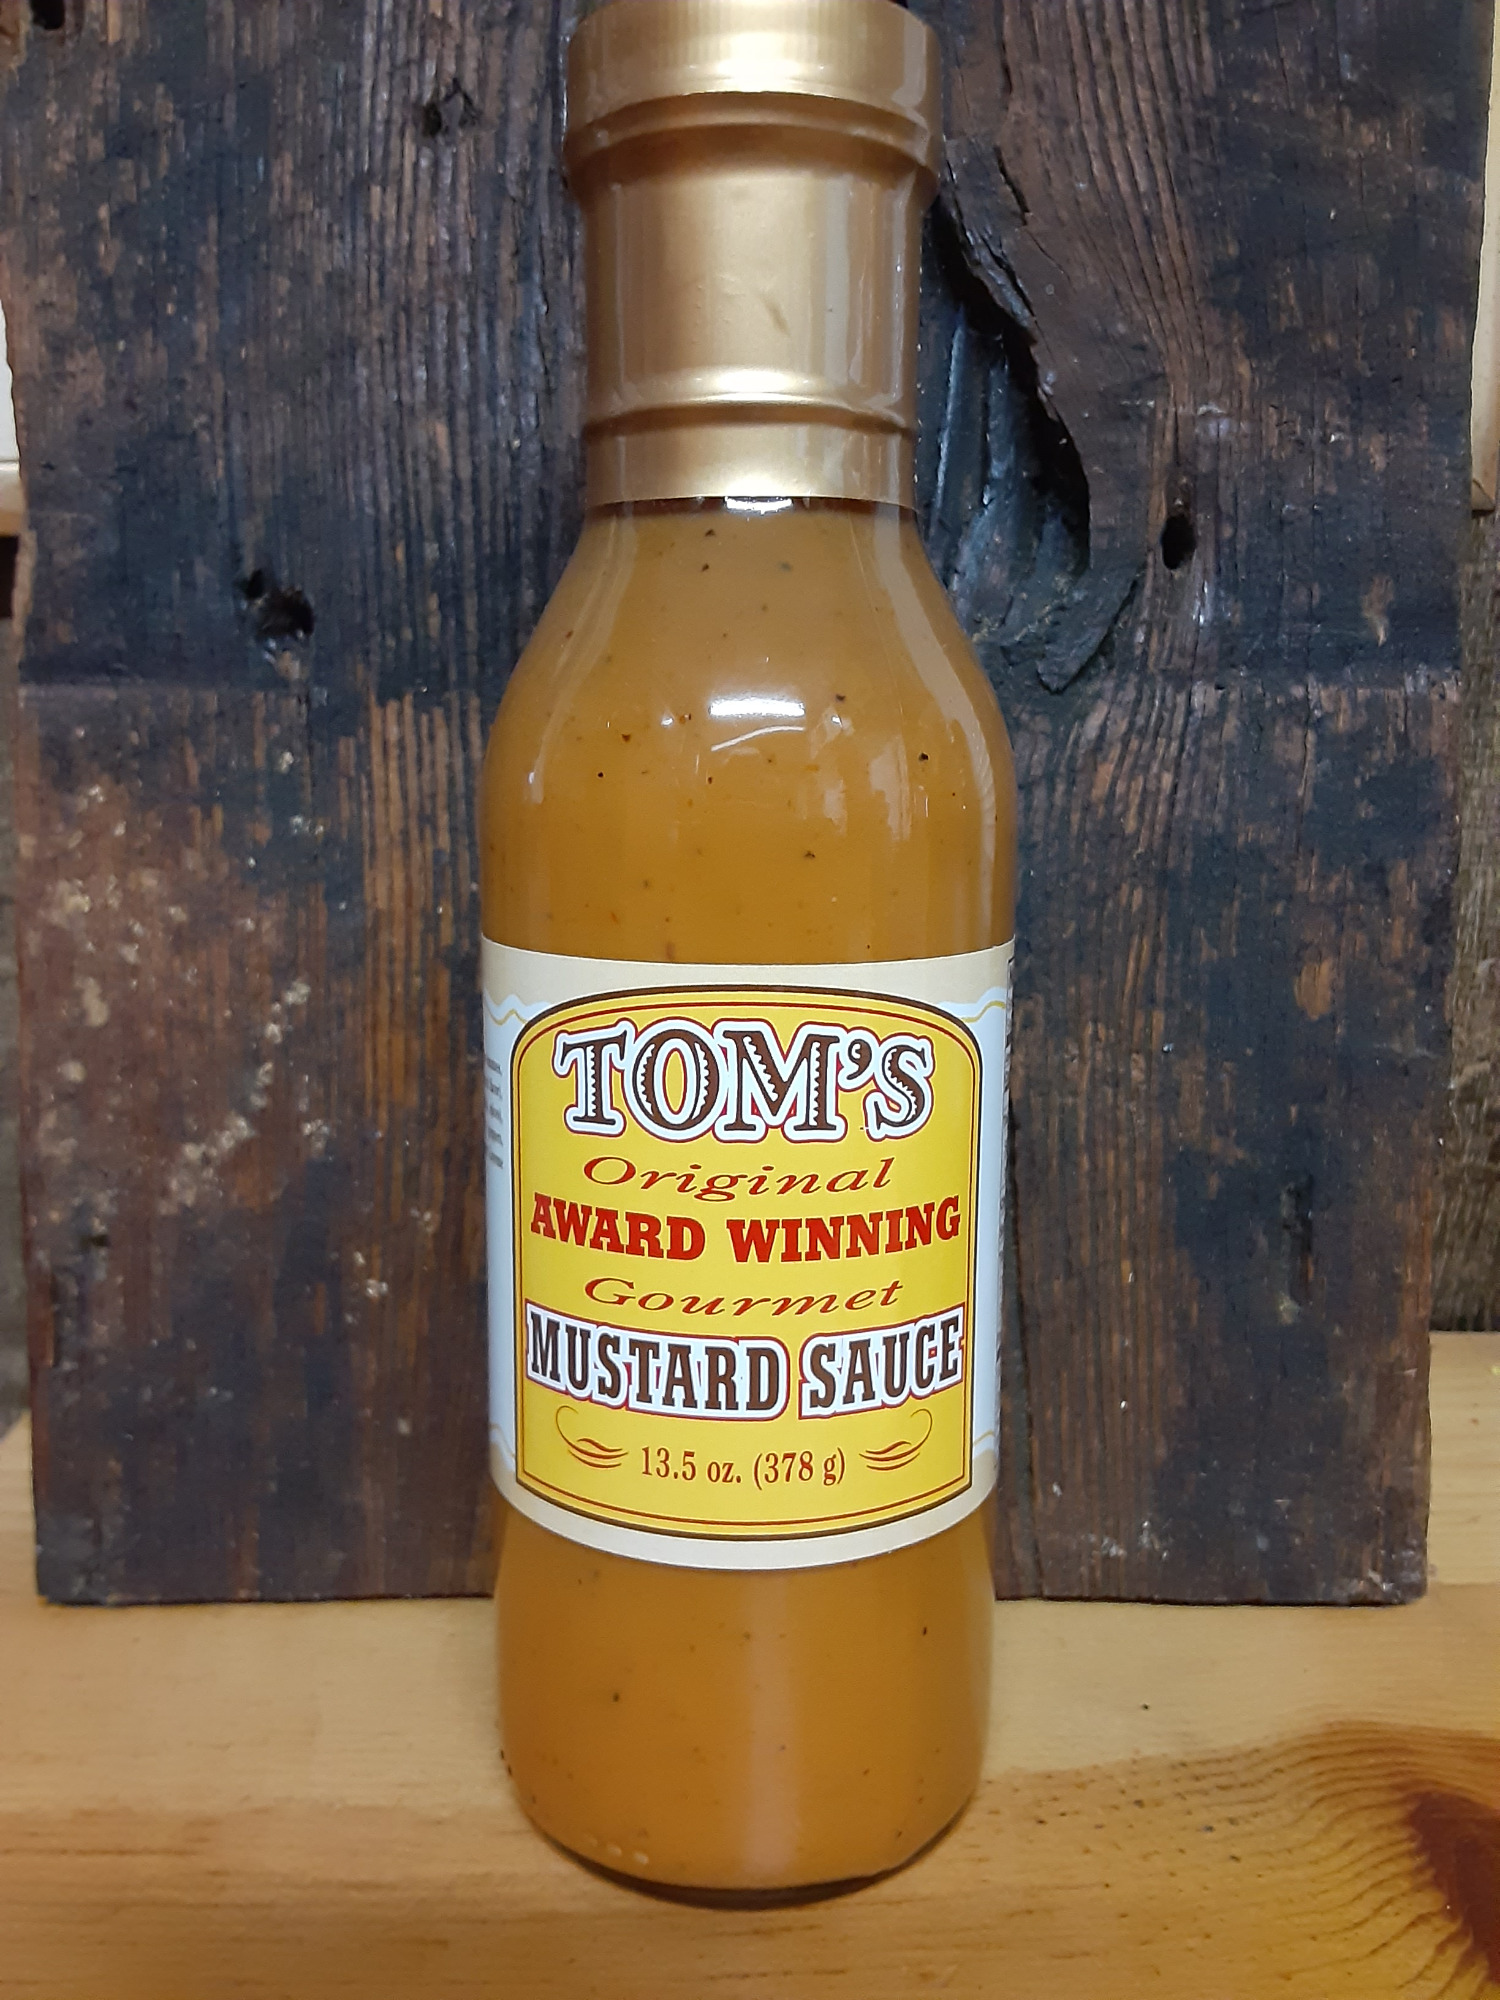 TOM'S
Original
AWARD WINNING
Gourmet
MUSTARD SAUCE
13.5 oz. (378 g)